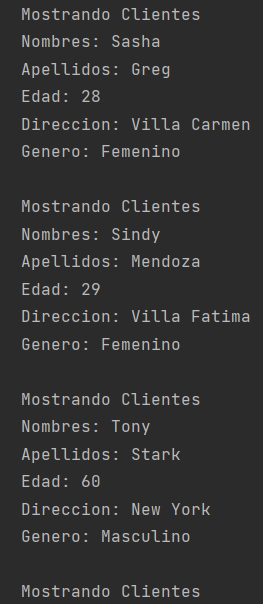 Mostrando Clientes
Nombres: Sasha
Apellidos: Greg
Edad: 28
Direccion: Villa Carmen
Genero: Femenino
Mostrando Clientes
Nombres: Sindy
Apellidos: Mendoza
Edad: 29
Direccion: Villa Fatima
Genero: Femenino
Mostrando Clientes
Nombres: Tony
Apellidos: Stark
Edad: 60
Direccion: New York
Genero: Masculino
Mostrando Clientes